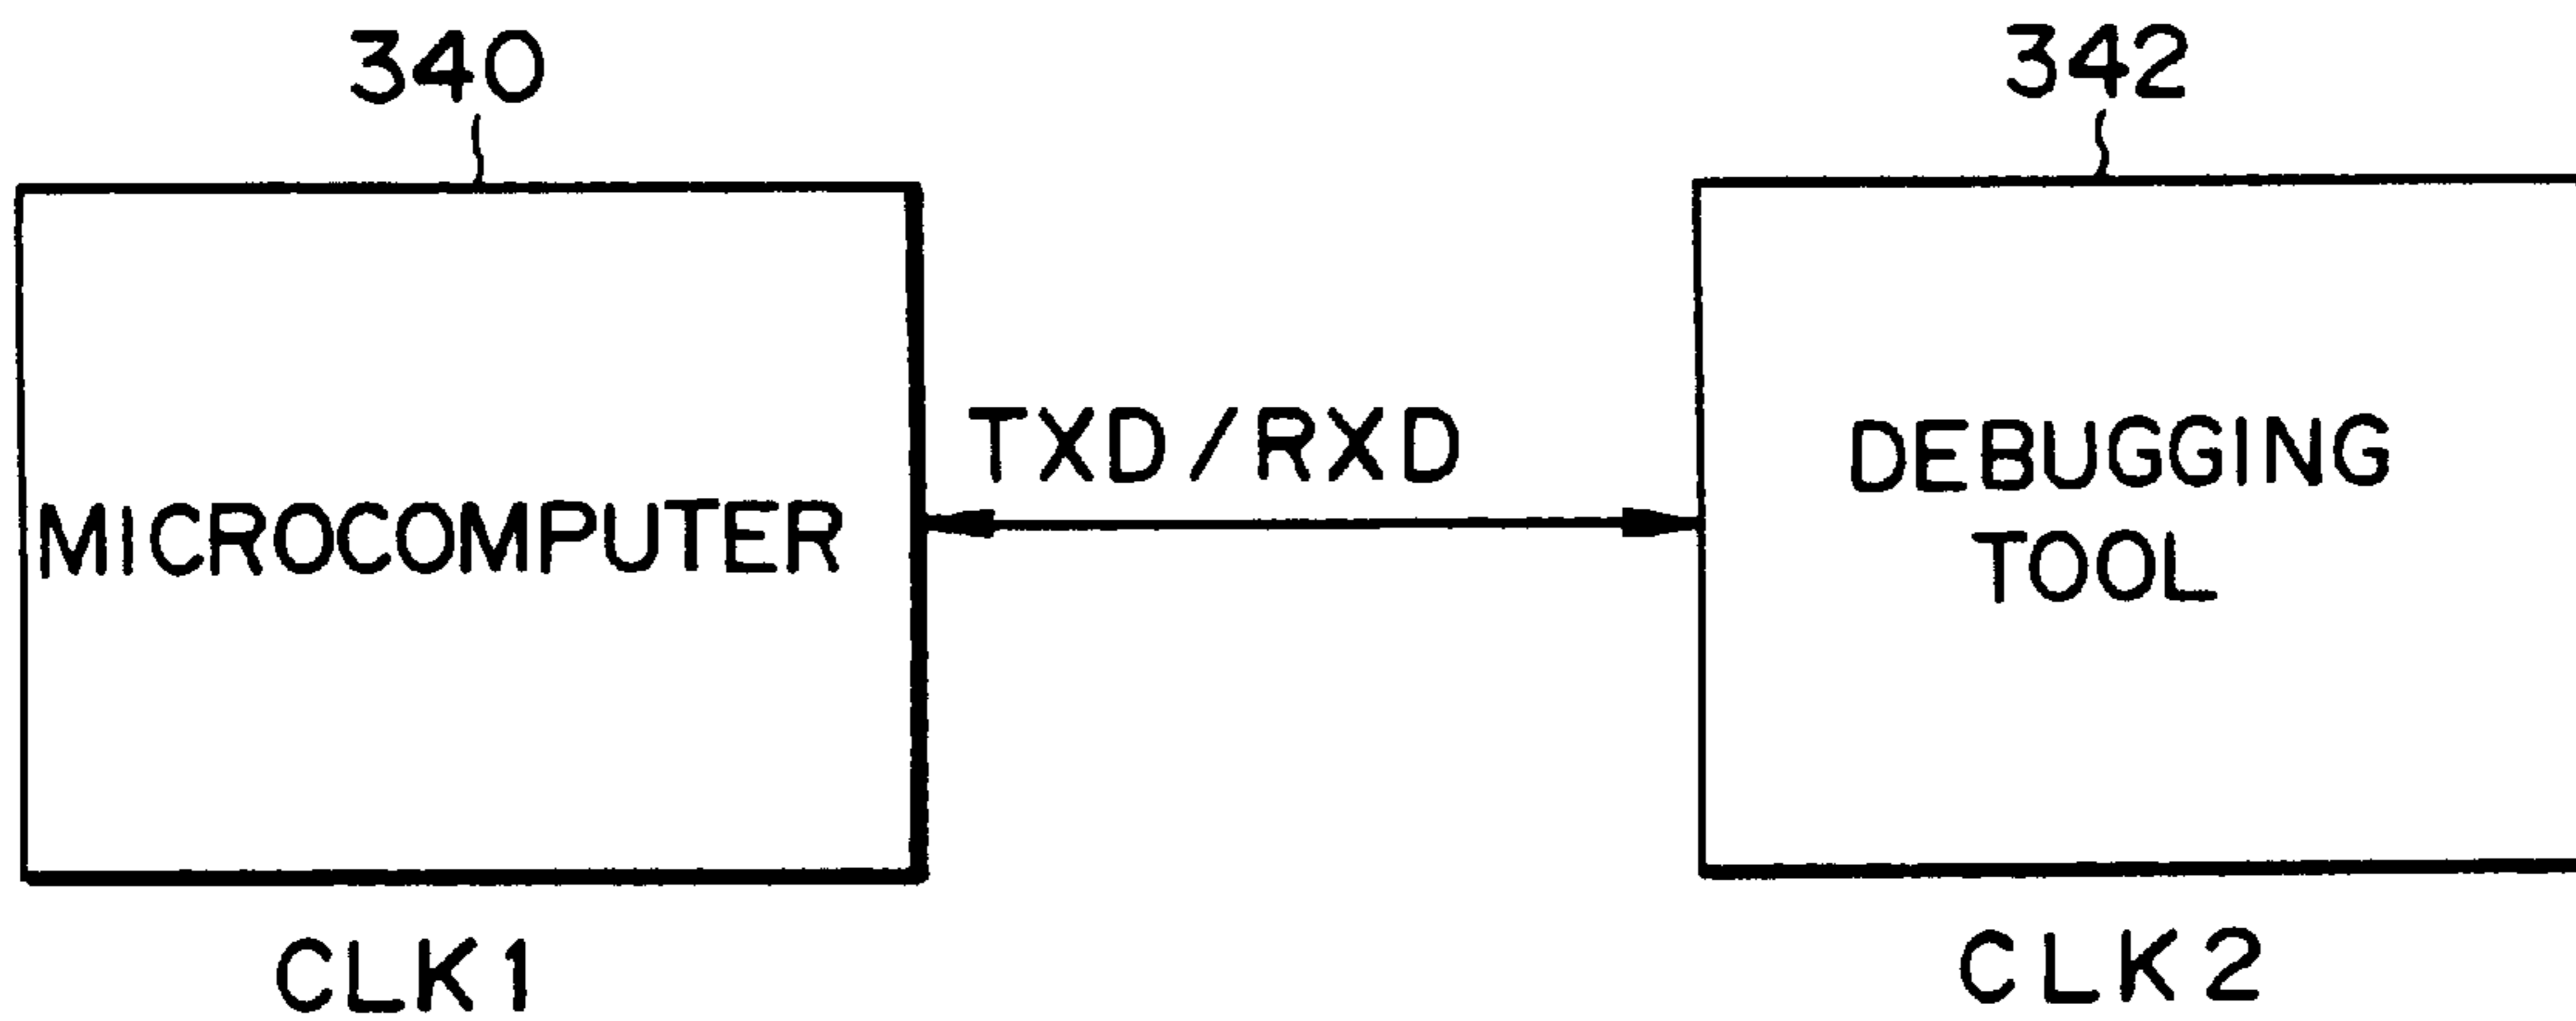 340
342
MICROCOMPUTER
TXD/RXD
DEBUGGING
TOOL
CLK1
CLK2